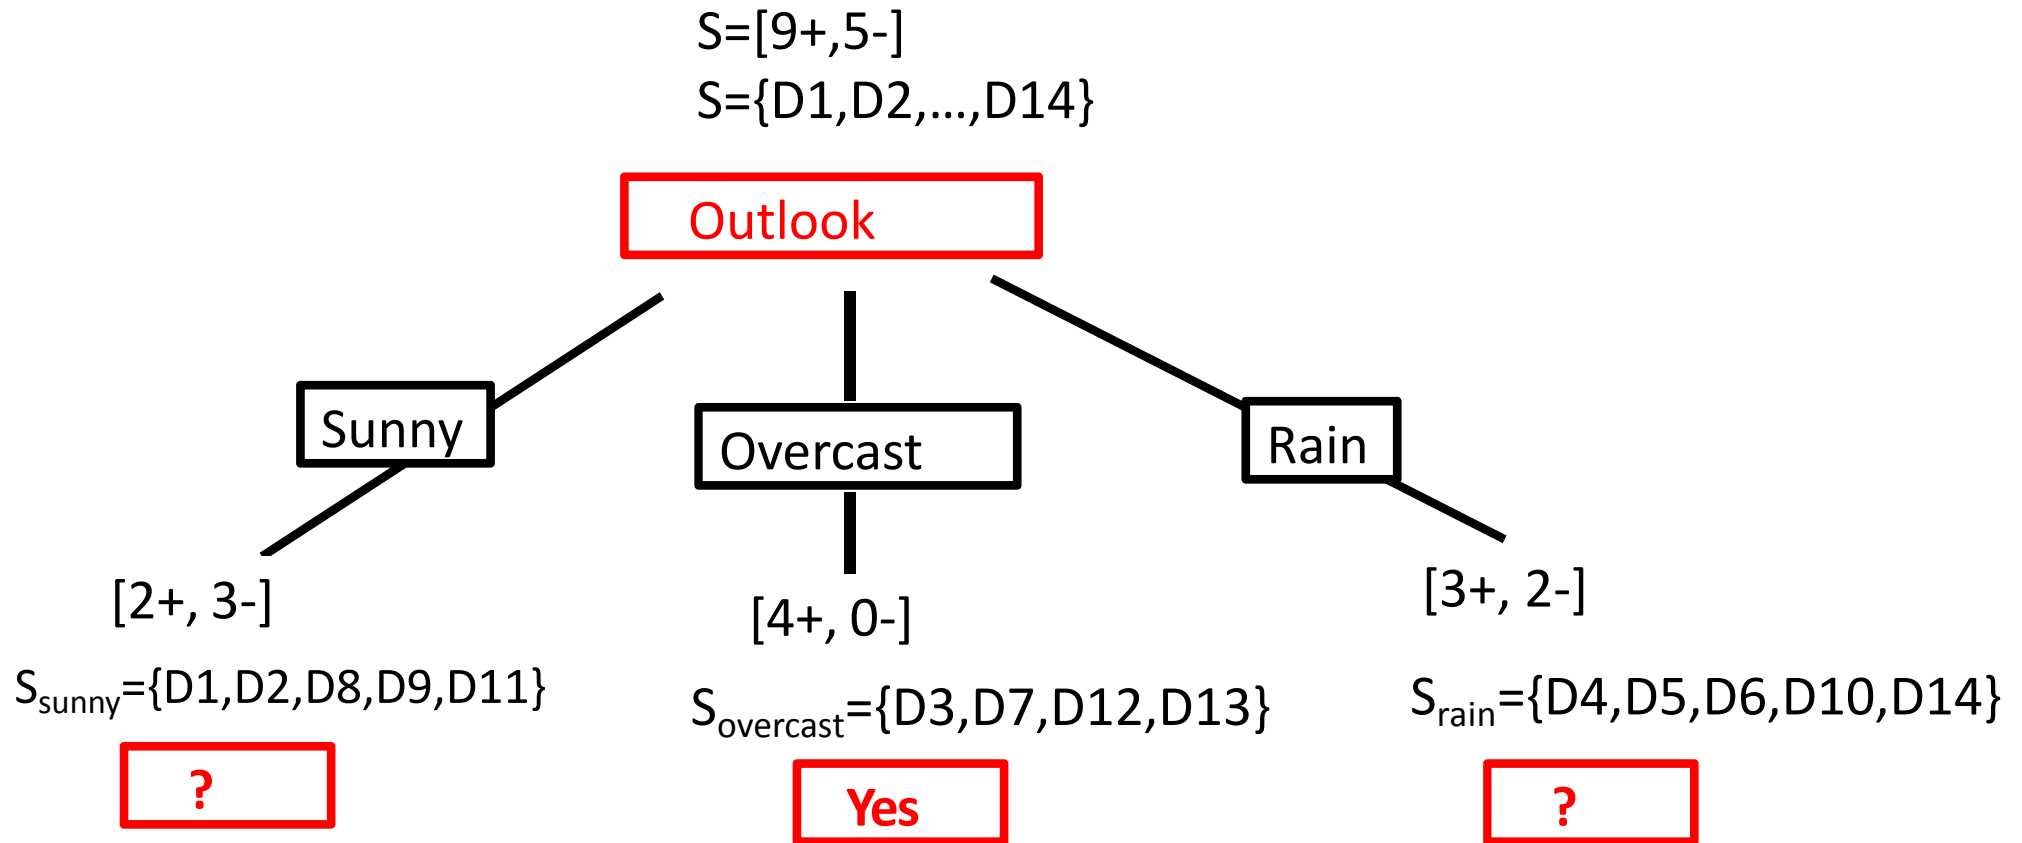 S=[9+,5-]
S={D1,D2,...,D14}
Outlook
Sunny
Overcast
Rain
[2+, 3-]
[4+, 0-]
[3+, 2-]
Ssunny={D1,D2,D8,D9,D11}
Sovercast={D3,D7,D12,D13}
Srain={D4,D5,D6,D10,D14}
?
Yes
?